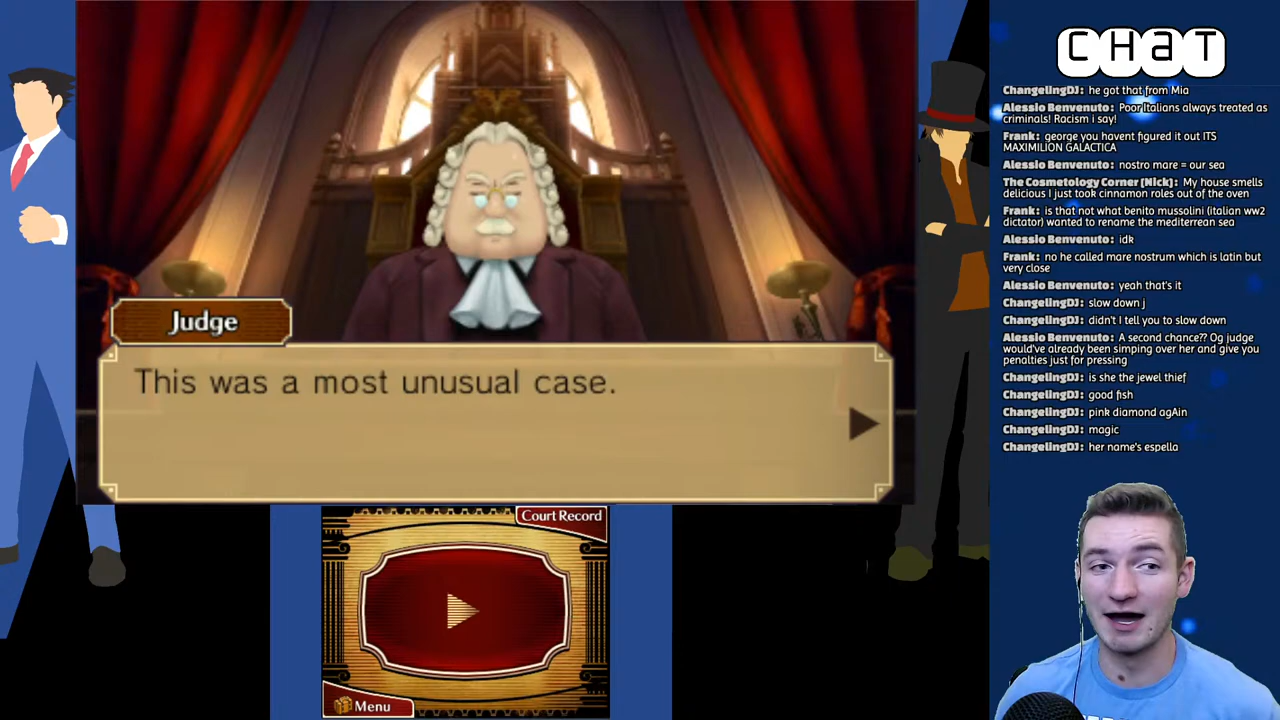 Judge
This was a most unusual case.
Court Record
Menu
CHaT
ChangelingDJ: he got that from Mia
Alessio Benvenuto: Poor Italians always treated as
criminals! Racism i say!
Frank: george you havent figured it out ITS
MAXIMILION GALACTICA
Alessio Benvenuto: nostro mare = our sea
The Cosmetology Corner [Nick]: My house smells
delicious I just took cinnamon roles out of the oven
Frank: is that not what benito mussolini (italian ww2
dictator) wanted to rename the mediterrean sea
Alessio Benvenuto: idk
Frank: no he called mare nostrum which is latin but
very close
Alessio Benvenuto: yeah that's it
ChangelingDJ: slow down j
ChangelingDJ: didn't I tell you to slow down
Alessio Benvenuto: A second chance?? Og judge
would've already been simping over her and give you
penalties just for pressing
ChangelingDJ: is she the jewel thief
ChangelingDJ: good fish
ChangelingDJ: pink diamond agAin
ChangelingDJ: magic
ChangelingDJ: her name's espella